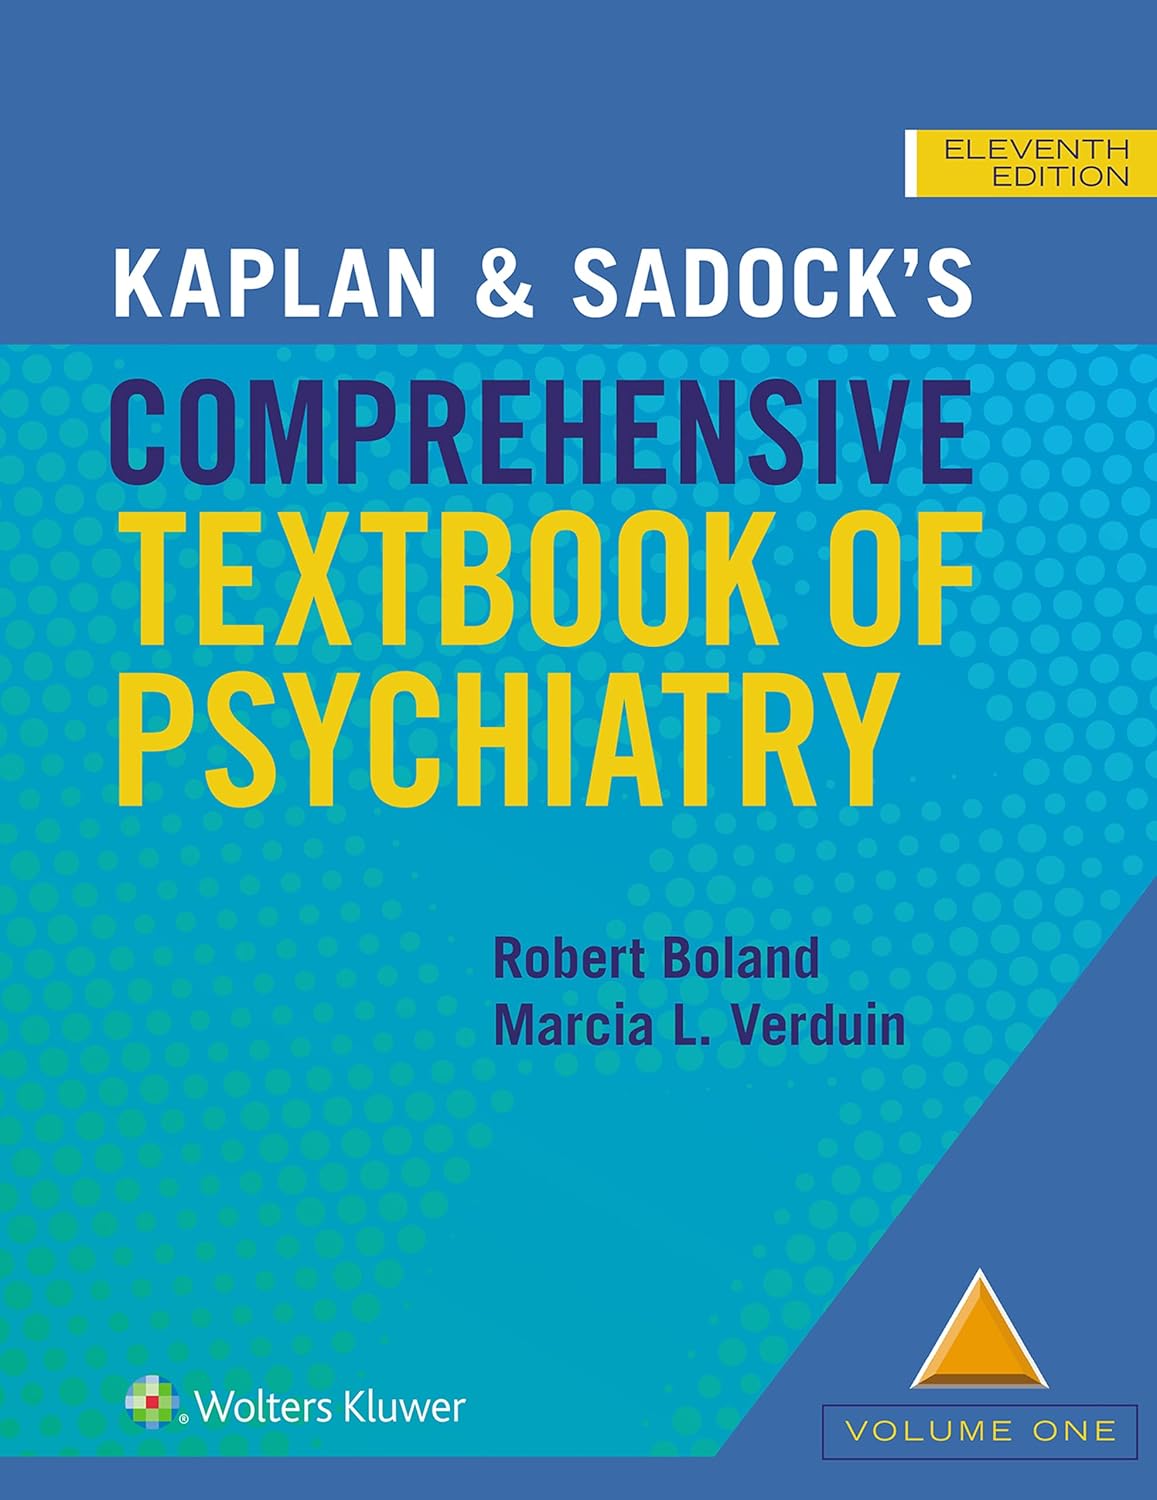 ELEVENTH
EDITION
KAPLAN & SADOCK’S
COMPREHENSIVE
TEXTBOOK OF
PSYCHIATRY
Robert Boland
Marcia L. Verduin
® Wolters Kluwer
VOLUME ONE